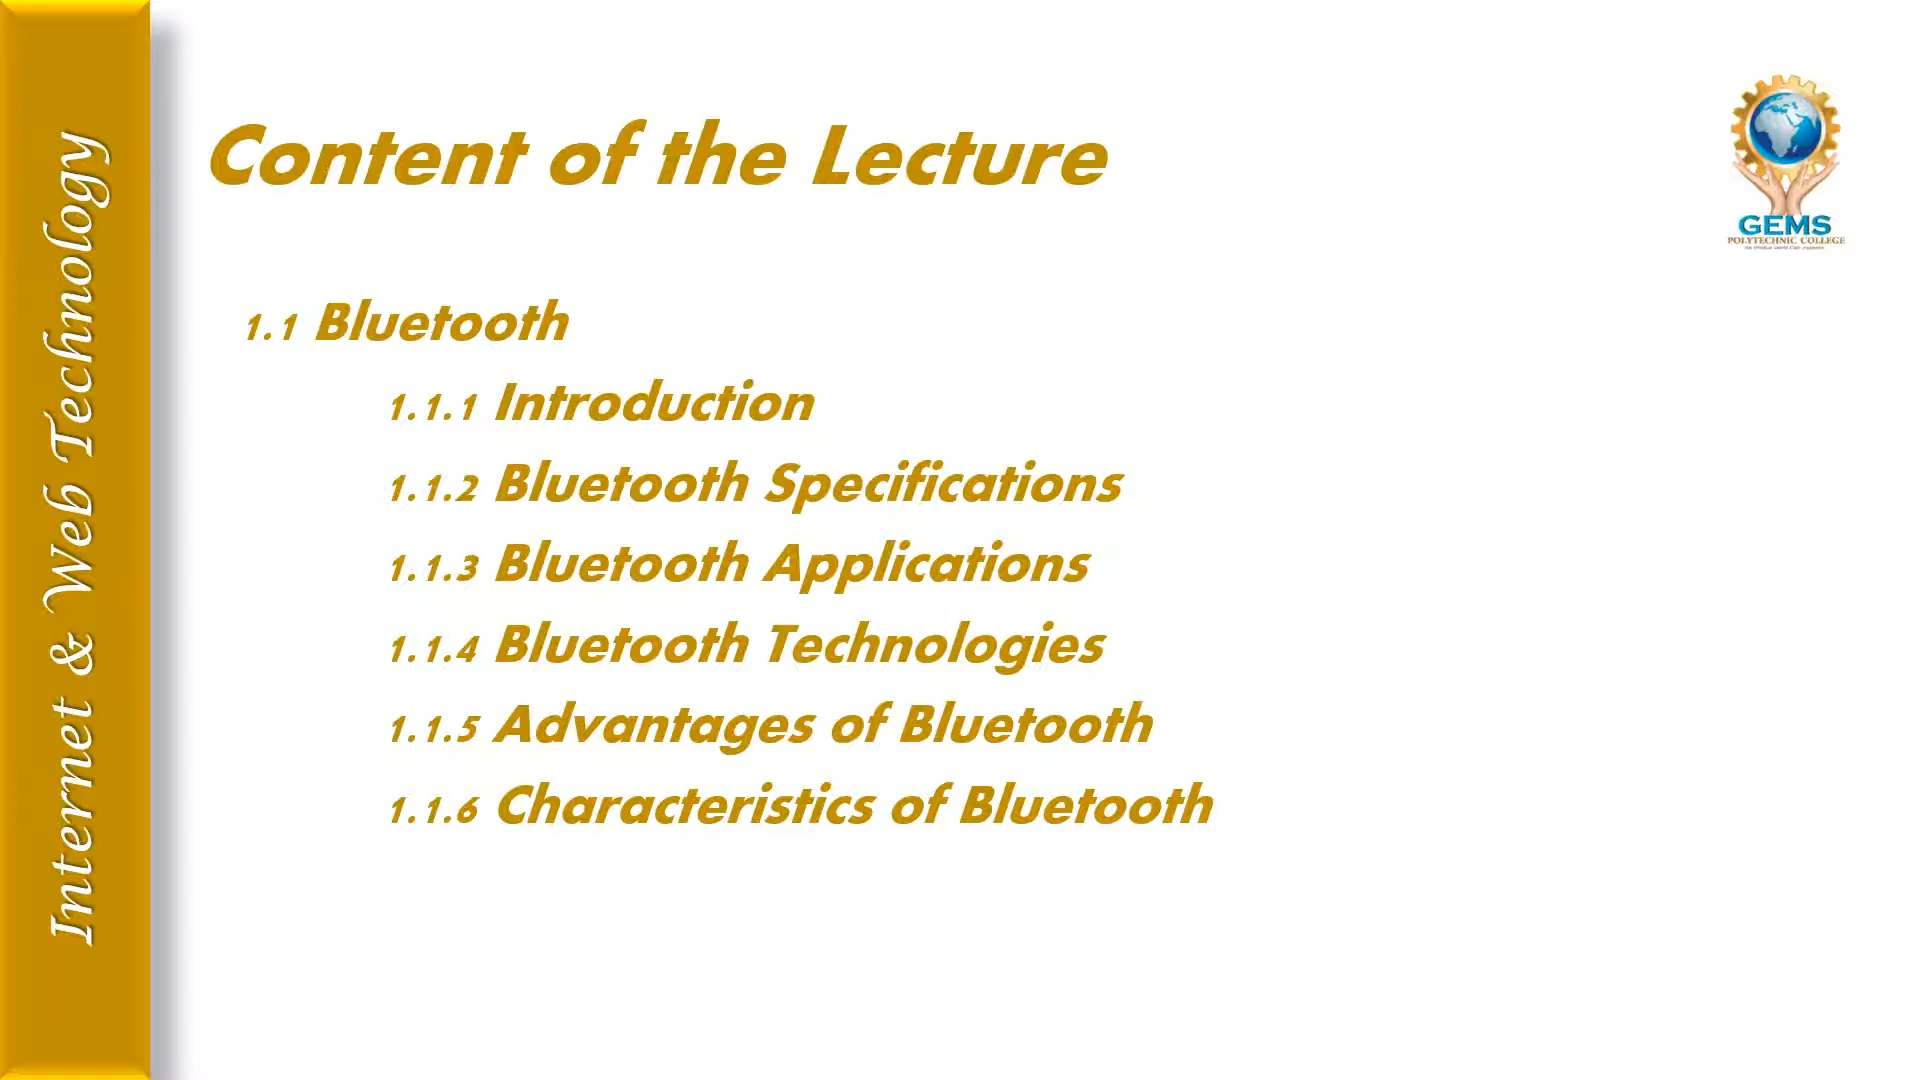 Internet & Web Technology
Content of the Lecture
GEMS
POLYTECHNIC COLLEGE
1.1 Bluetooth
1.1.1 Introduction
1.1.2 Bluetooth Specifications
1.1.3 Bluetooth Applications
1.1.4 Bluetooth Technologies
1.1.5 Advantages of Bluetooth
1.1.6 Characteristics of Bluetooth